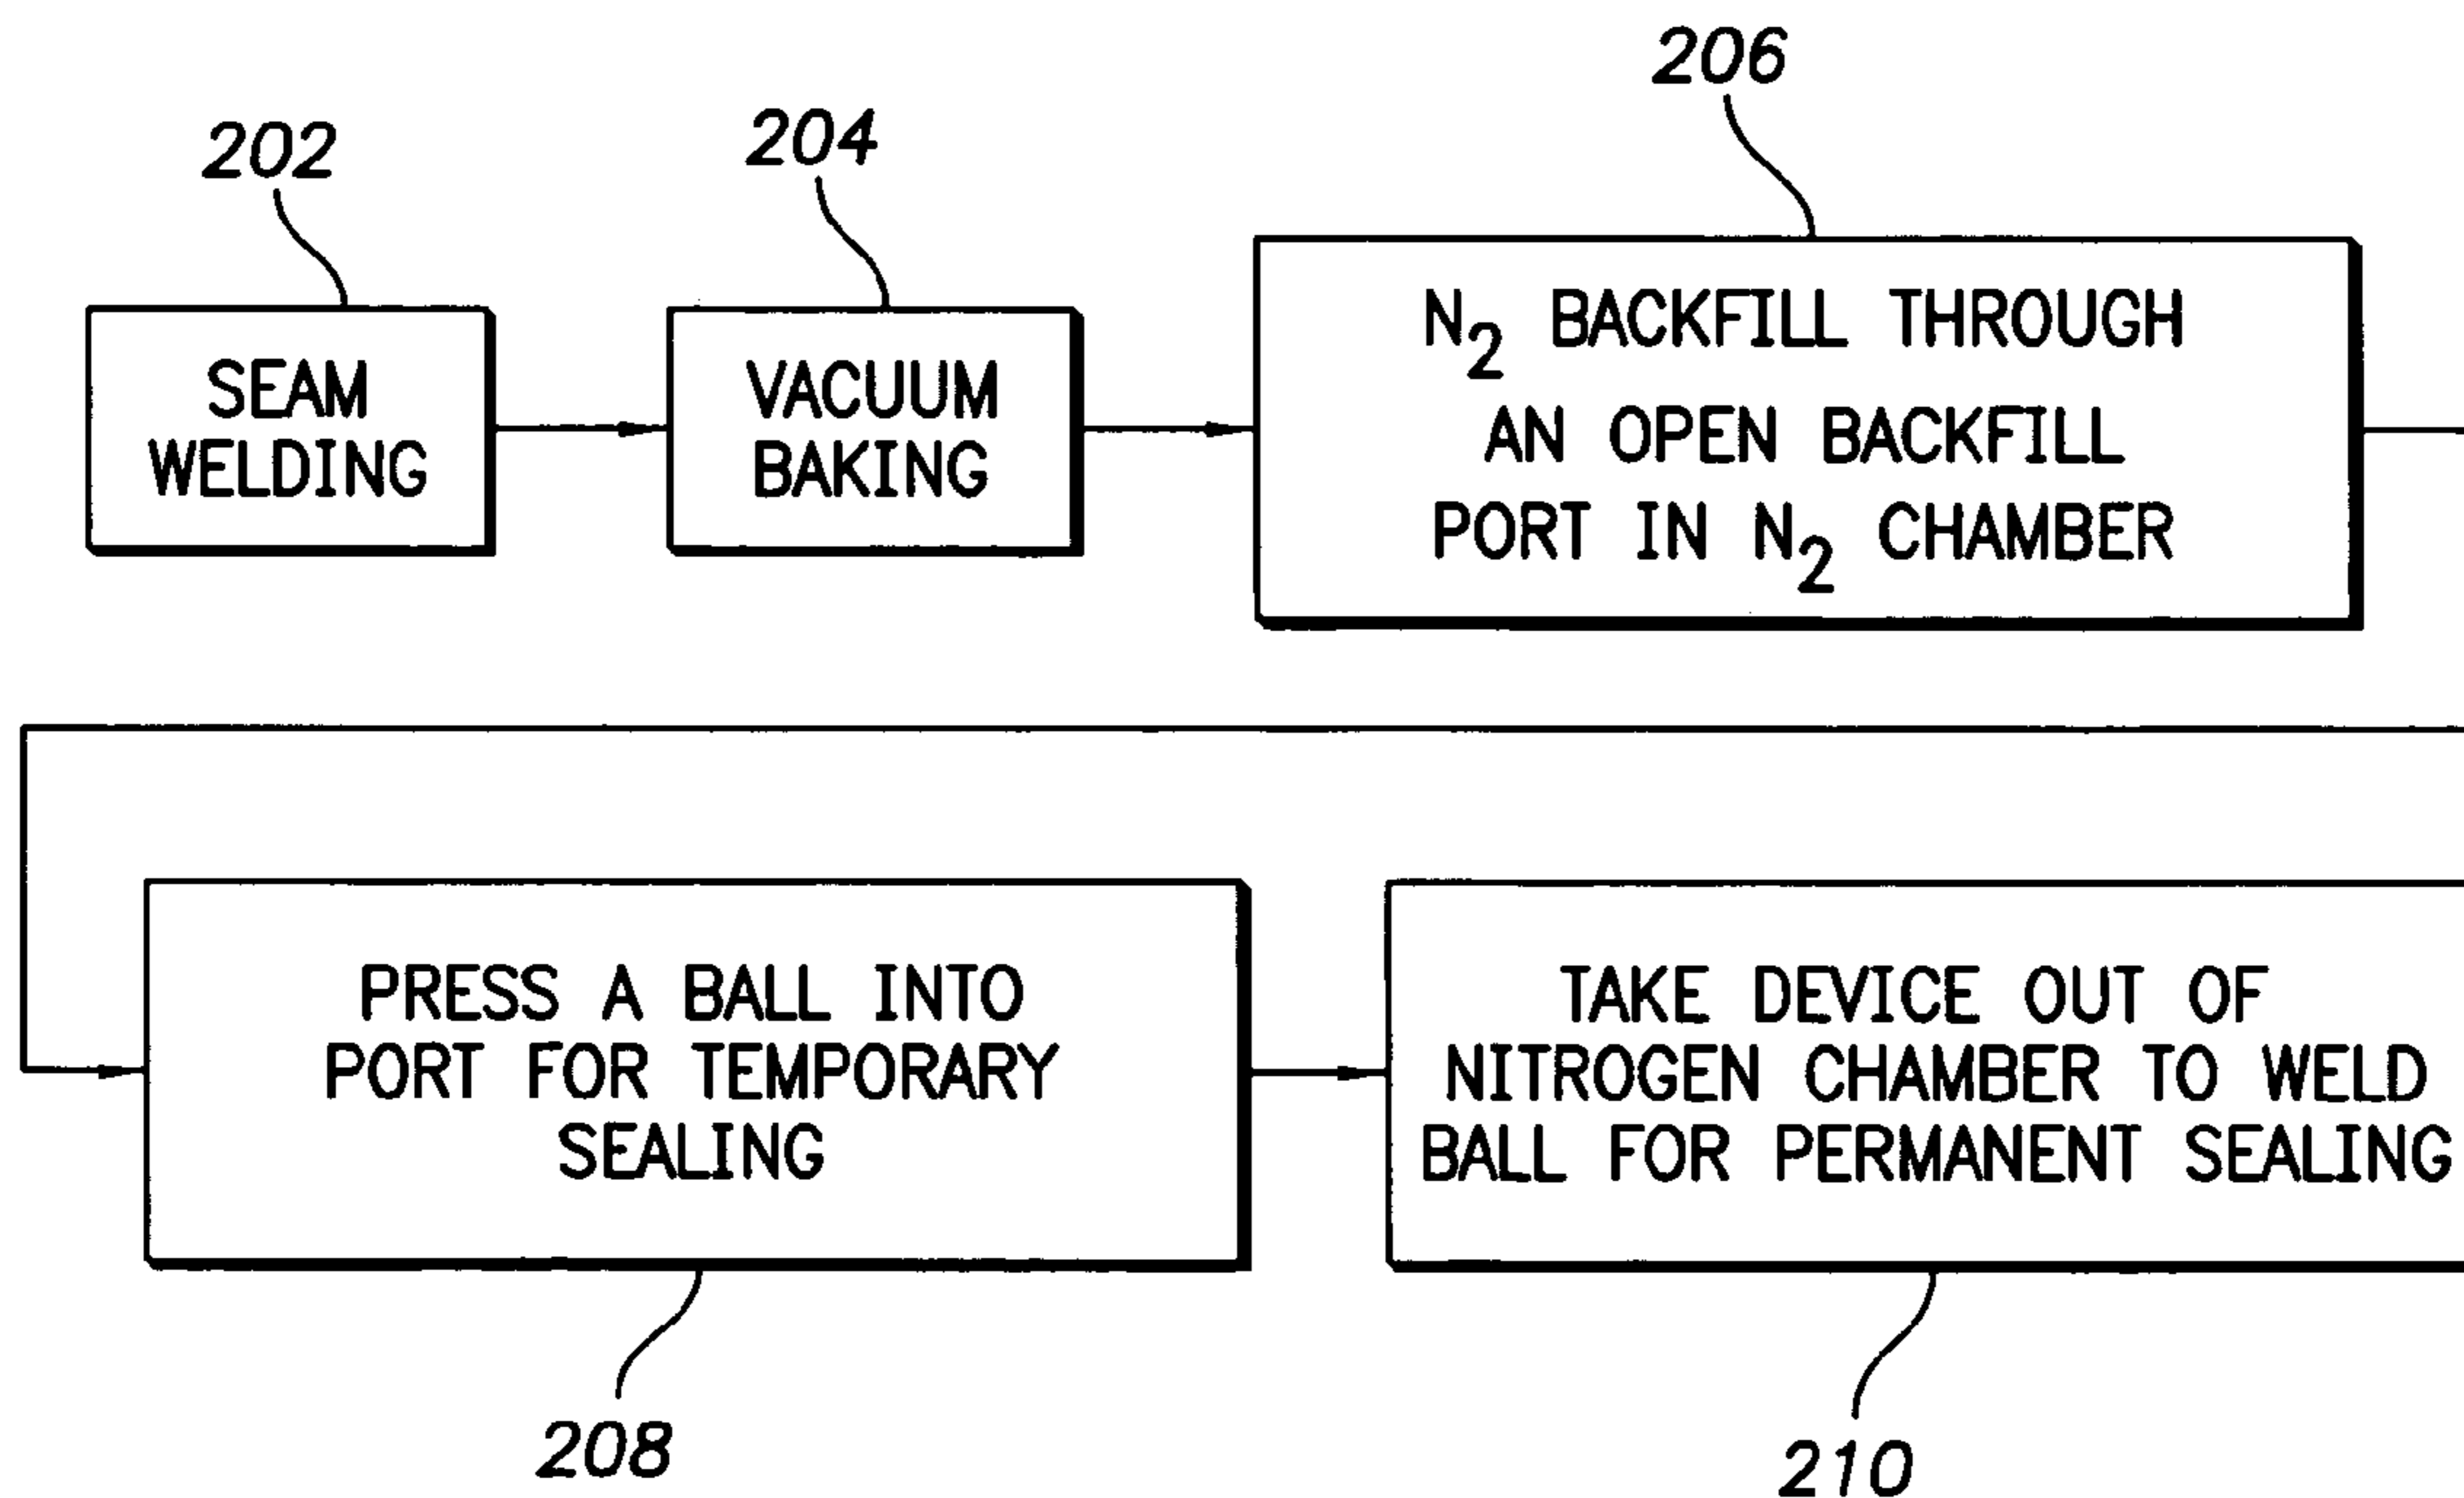 202
204
206
SEAM
WELDING
VACUUM
BAKING
N₂ BACKFILL THROUGH
AN OPEN BACKFILL
PORT IN N₂ CHAMBER
PRESS A BALL INTO
PORT FOR TEMPORARY
SEALING
TAKE DEVICE OUT OF
NITROGEN CHAMBER TO WELD
BALL FOR PERMANENT SEALING
208
210